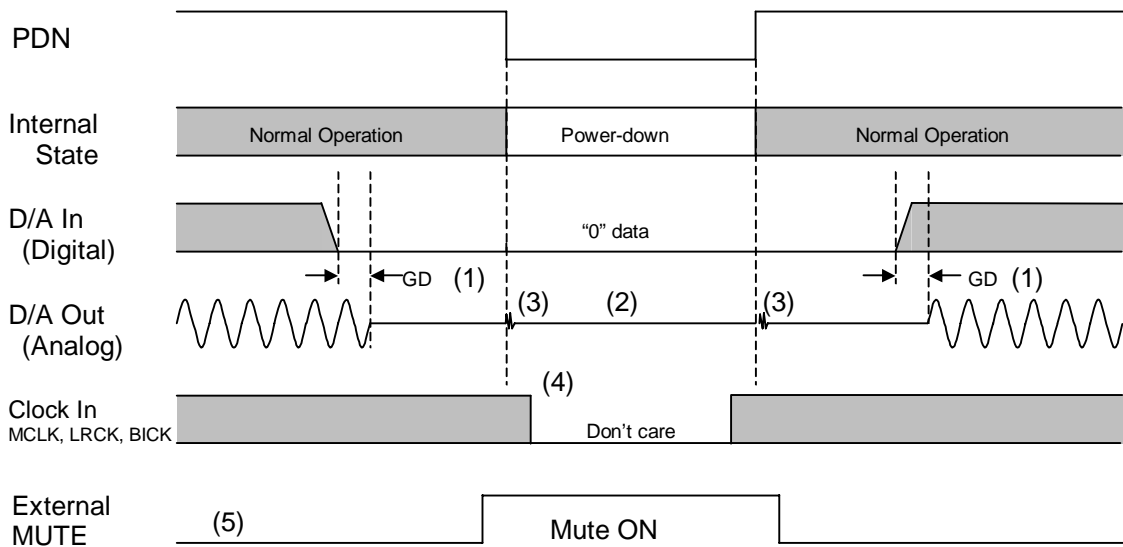 PDN
Internal
State
Normal Operation
Power-down
Normal Operation
D/A In
(Digital)
“0” data
GD (1)
GD (1)
D/A Out
(Analog)
(3)
(2)
(3)
(4)
Clock In
MCLK, LRCK, BICK
Don’t care
External
MUTE
(5)
Mute ON